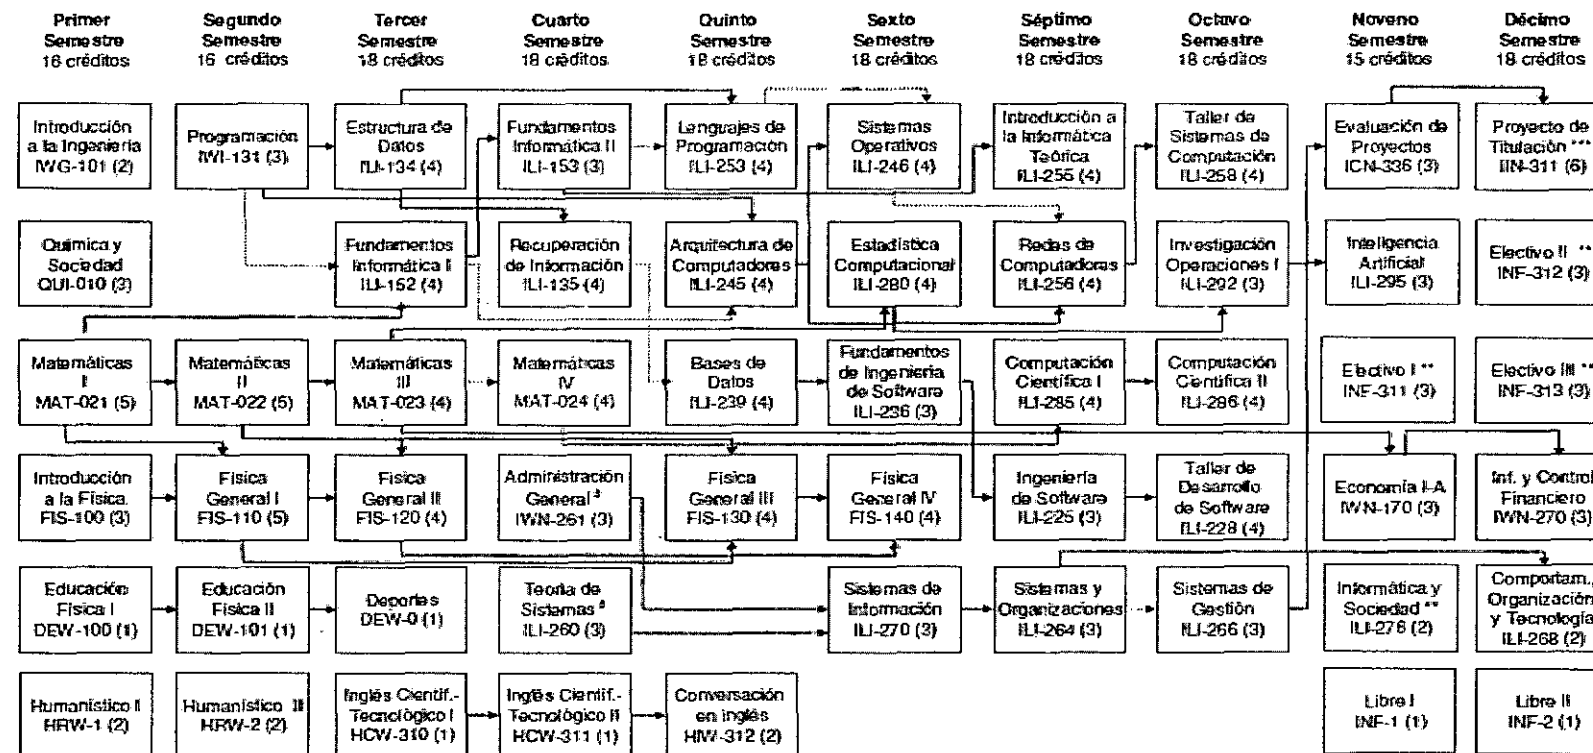 Primer
Semestre
16 créditos
Segundo
Semestre
16 créditos
Tercer
Semestre
18 créditos
Cuarto
Semestre
18 créditos
Quinto
Semestre
18 créditos
Sexto
Semestre
18 créditos
Séptimo
Semestre
18 créditos
Octavo
Semestre
18 créditos
Noveno
Semestre
15 créditos
Décimo
Semestre
18 créditos
Introducción
a la Ingeniería
IWG-101 (2)
Programación
IWI-131 (3)
Estructura de
Datos
ILI-134 (4)
Fundamentos
Informática II
ILI-153 (3)
Lenguajes de
Programación
ILI-253 (4)
Sistemas
Operativos
ILI-246 (4)
Introducción a
la Informática
Teórica
ILI-255 (4)
Taller de
Sistemas de
Computación
ILI-258 (4)
Evaluación de
Proyectos
ICN-336 (3)
Proyecto de
Titulación ***
(6)
Química y
Sociedad
QUI-010 (3)
Fundamentos
Informática I
ILI-152 (4)
Recuperación
de Información
ILI-135 (4)
Arquitectura de
Computadores
ILI-245 (4)
Estadística
Computacional
ILI-280 (4)
Redes de
Computadoras
ILI-256 (4)
Investigación
Operaciones I
ILI-292 (3)
Inteligencia
Artificial
ILI-295 (3)
Electivo II **
INF-312 (3)
Matemáticas
I
MAT-021 (5)
Matemáticas
II
MAT-022 (5)
Matemáticas
III
MAT-023 (4)
Matemáticas
IV
MAT-024 (4)
Bases de
Datos
ILI-239 (4)
Fundamentos
de Ingeniería
de Software
ILI-236 (3)
Computación
Científica I
ILI-285 (4)
Computación
Científica II
ILI-286 (4)
Electivo I **
INF-311 (3)
Electivo III **
INF-313 (3)
Introducción
a la Física
FIS-100 (3)
Física
General I
FIS-110 (5)
Física
General II
FIS-120 (4)
Administración
General
IWN-261 (3)
Física
General III
FIS-130 (4)
Física
General IV
FIS-140 (4)
Ingeniería
de Software
ILI-225 (3)
Taller de
Desarrollo
de Software
ILI-228 (4)
Economía I-A
IWN-170 (3)
Inf. y Control
Financiero
IWN-270 (3)
Educación
Física I
DEW-100 (1)
Educación
Física II
DEW-101 (1)
Deportes
DEW-0 (1)
Teoría de
Sistemas
ILI-260 (3)
Sistemas de
Información
ILI-270 (3)
Sistemas y
Organizaciones
ILI-264 (3)
Sistemas de
Gestión
ILI-266 (3)
Informática y
Sociedad **
ILI-276 (2)
Comportam.,
Organización
y Tecnología
ILI-268 (2)
Humanístico I
HRW-1 (2)
Humanístico II
HRW-2 (2)
Inglés Científ.-
Tecnológico I
HCW-310 (1)
Inglés Científ.-
Tecnológico II
HCW-311 (1)
Conversación
en inglés
HIW-312 (2)
Libre I
INF-1 (1)
Libre II
INF-2 (1)